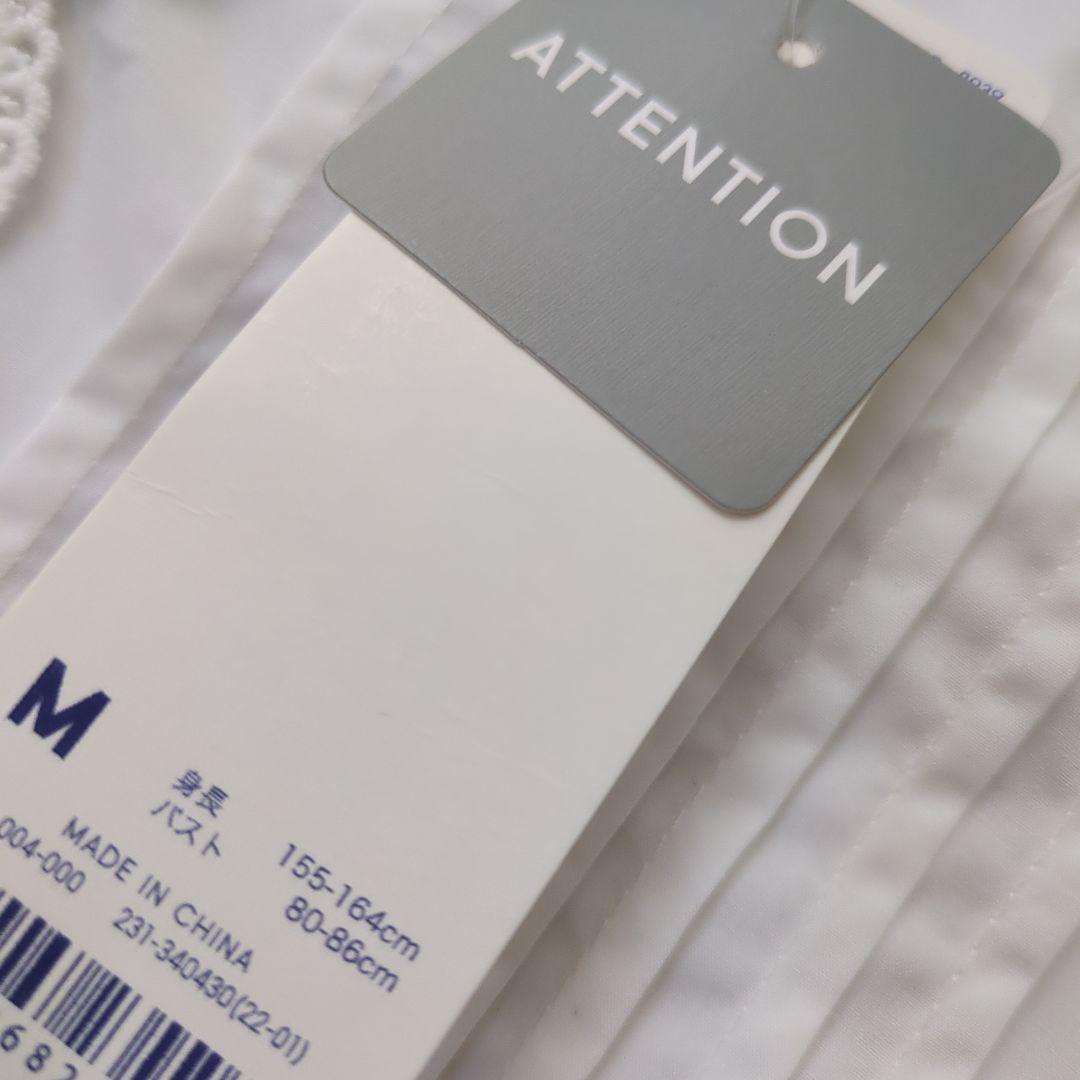 ATTENTION
M
身長 155-164cm
バスト 80-86cm
MADE IN CHINA
004-000 231-340430(22-01)
682